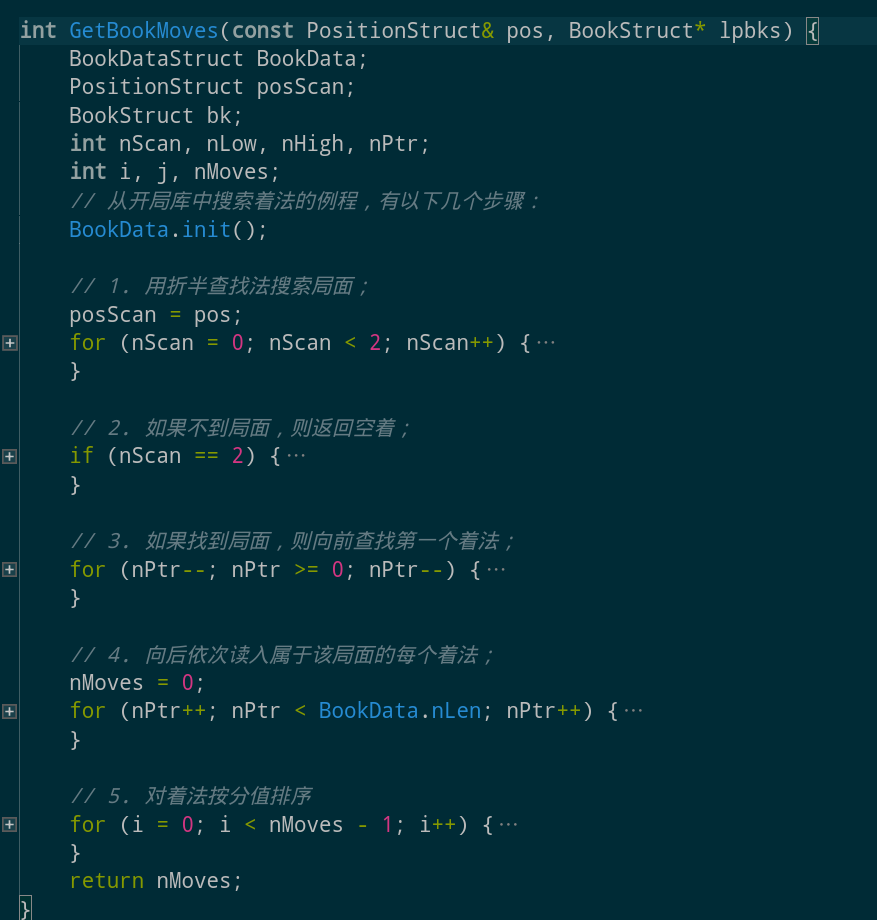 int GetBookMoves(const PositionStruct& pos, BookStruct* lpbks) {
    BookDataStruct BookData;
    PositionStruct posScan;
    BookStruct bk;
    int nScan, nLow, nHigh, nPtr;
    int i, j, nMoves;
    // 从开局库中搜索着法的例程，有以下几个步骤：
    BookData.init();

    // 1. 用折半查找法搜索局面；
    posScan = pos;
    for (nScan = 0; nScan < 2; nScan++) {···
    }

    // 2. 如果不到局面，则返回空着；
    if (nScan == 2) {···
    }

    // 3. 如果找到局面，则向前查找第一个着法；
    for (nPtr--; nPtr >= 0; nPtr--) {···
    }

    // 4. 向后依次读入属于该局面的每个着法；
    nMoves = 0;
    for (nPtr++; nPtr < BookData.nLen; nPtr++) {···
    }

    // 5. 对着法按分值排序
    for (i = 0; i < nMoves - 1; i++) {···
    }
    return nMoves;
}